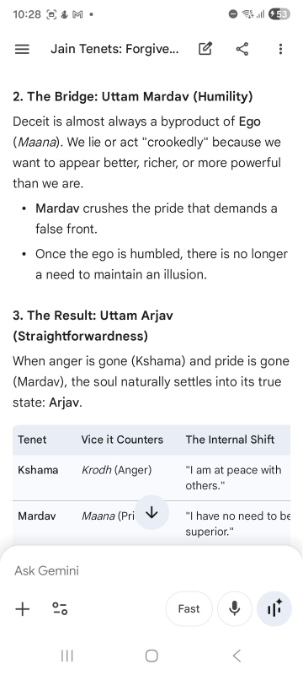 10:28
53
Jain Tenets: Forgive...
2. The Bridge: Uttam Mardav (Humility)
Deceit is almost always a byproduct of Ego
(Maana). We lie or act "crookedly" because we
want to appear better, richer, or more powerful
than we are.
• Mardav crushes the pride that demands a
false front.
• Once the ego is humbled, there is no longer
a need to maintain an illusion.
3. The Result: Uttam Arjav
(Straightforwardness)
When anger is gone (Kshama) and pride is gone
(Mardav), the soul naturally settles into its true
state: Arjav.
Tenet Vice it Counters The Internal Shift
Kshama Krodh (Anger) "I am at peace with
others."
Mardav Maana (Pri "I have no need to be
superior."
Ask Gemini
Fast